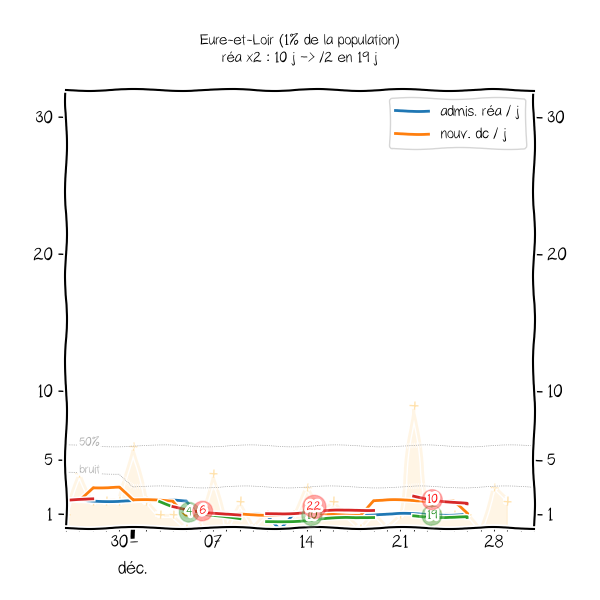 Eure-et-Loir (1% de la population)
réa x2 : 10 j -> /2 en 19 j
admis. réa / j
nouv. dc / j
30 30
20 20
10 10
50%
5 5
bruit
10
22
4 6
19
1 1
30 07 14 21 28
déc.